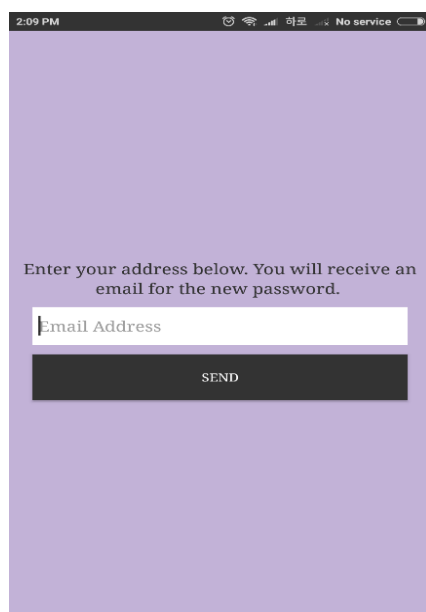 2:09 PM 하로 No service
Enter your address below. You will receive an
email for the new password.
Email Address
SEND